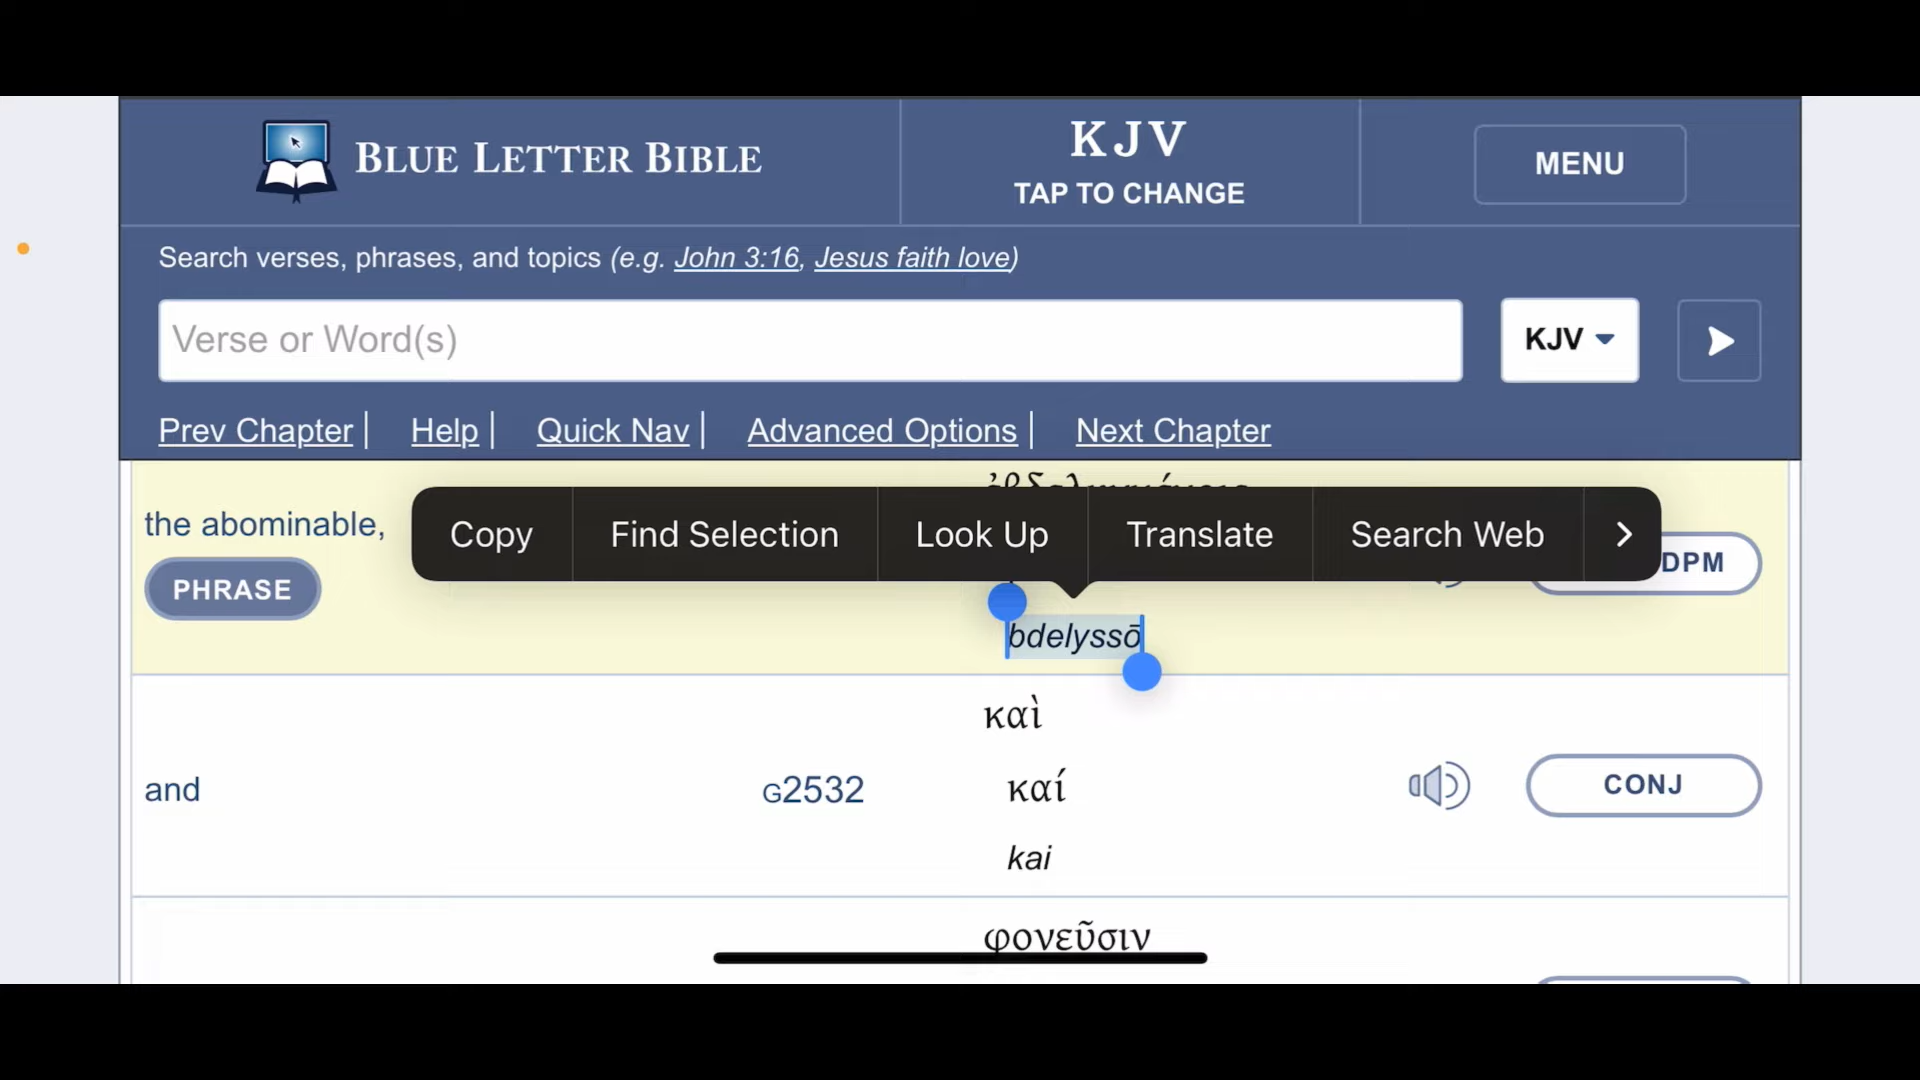 BLUE LETTER BIBLE
KJV
TAP TO CHANGE
MENU
Search verses, phrases, and topics (e.g. John 3:16, Jesus faith love)
Verse or Word(s)
KJV
Prev Chapter | Help | Quick Nav | Advanced Options | Next Chapter
the abominable,
PHRASE
Copy Find Selection Look Up Translate Search Web
DPM
bdelyssō
καὶ
and G2532 καί CONJ
kai
φονεῦσιν